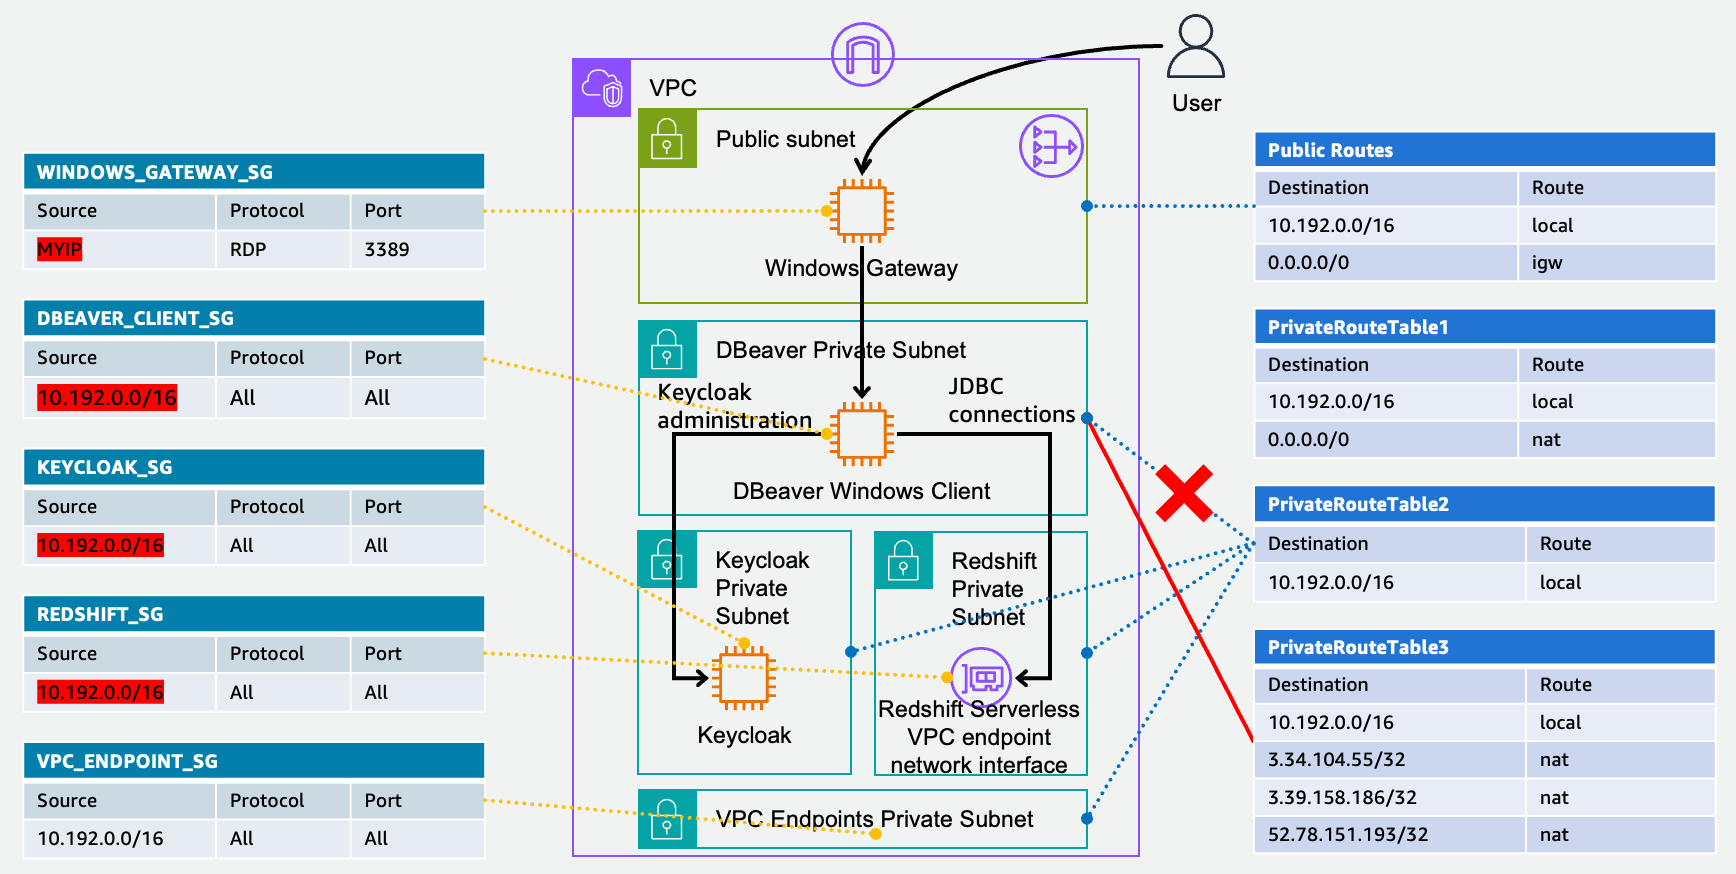 User
VPC
Public subnet
Windows Gateway
DBeaver Private Subnet
Keycloak
administration
JDBC
connections
DBeaver Windows Client
Keycloak
Private
Subnet
Keycloak
Redshift
Private
Subnet
Redshift Serverless
VPC endpoint
network interface
VPC Endpoints Private Subnet
WINDOWS_GATEWAY_SG
Source Protocol Port
MYIP RDP 3389
DBEAVER_CLIENT_SG
Source Protocol Port
10.192.0.0/16 All All
KEYCLOAK_SG
Source Protocol Port
10.192.0.0/16 All All
REDSHIFT_SG
Source Protocol Port
10.192.0.0/16 All All
VPC_ENDPOINT_SG
Source Protocol Port
10.192.0.0/16 All All
Public Routes
Destination Route
10.192.0.0/16 local
0.0.0.0/0 igw
PrivateRouteTable1
Destination Route
10.192.0.0/16 local
0.0.0.0/0 nat
PrivateRouteTable2
Destination Route
10.192.0.0/16 local
PrivateRouteTable3
Destination Route
10.192.0.0/16 local
3.34.104.55/32 nat
3.39.158.186/32 nat
52.78.151.193/32 nat